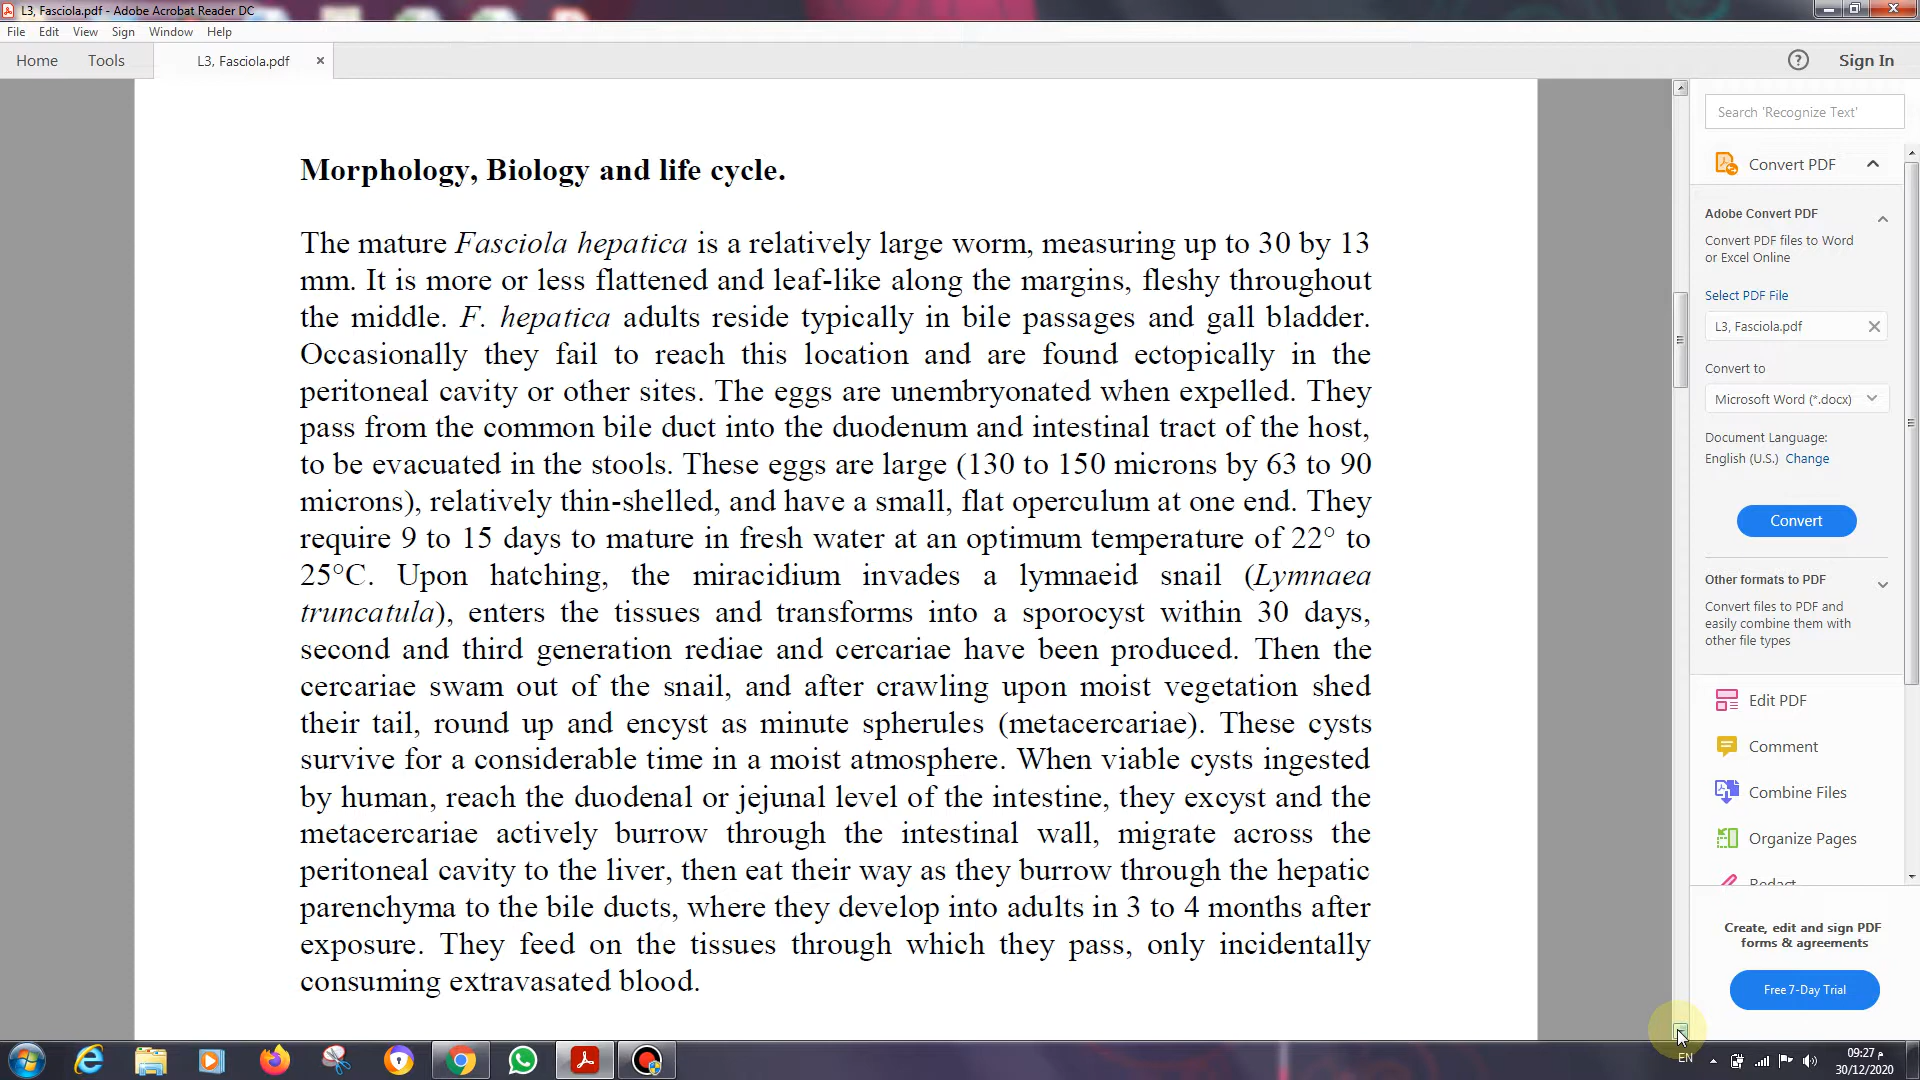 L3, Fasciola.pdf - Adobe Acrobat Reader DC
File Edit View Sign Window Help
Home Tools L3, Fasciola.pdf × ? Sign In
Search 'Recognize Text'
Morphology, Biology and life cycle.
The mature Fasciola hepatica is a relatively large worm, measuring up to 30 by 13
mm. It is more or less flattened and leaf-like along the margins, fleshy throughout
the middle. F. hepatica adults reside typically in bile passages and gall bladder.
Occasionally they fail to reach this location and are found ectopically in the
peritoneal cavity or other sites. The eggs are unembryonated when expelled. They
pass from the common bile duct into the duodenum and intestinal tract of the host,
to be evacuated in the stools. These eggs are large (130 to 150 microns by 63 to 90
microns), relatively thin-shelled, and have a small, flat operculum at one end. They
require 9 to 15 days to mature in fresh water at an optimum temperature of 22° to
25°C. Upon hatching, the miracidium invades a lymnaeid snail (Lymnaea
truncatula), enters the tissues and transforms into a sporocyst within 30 days,
second and third generation rediae and cercariae have been produced. Then the
cercariae swam out of the snail, and after crawling upon moist vegetation shed
their tail, round up and encyst as minute spherules (metacercariae). These cysts
survive for a considerable time in a moist atmosphere. When viable cysts ingested
by human, reach the duodenal or jejunal level of the intestine, they excyst and the
metacercariae actively burrow through the intestinal wall, migrate across the
peritoneal cavity to the liver, then eat their way as they burrow through the hepatic
parenchyma to the bile ducts, where they develop into adults in 3 to 4 months after
exposure. They feed on the tissues through which they pass, only incidentally
consuming extravasated blood.
Convert PDF
Adobe Convert PDF
Convert PDF files to Word
or Excel Online
Select PDF File
L3, Fasciola.pdf
Convert to
Microsoft Word (*.docx)
Document Language:
English (U.S.) Change
Convert
Other formats to PDF
Convert files to PDF and
easily combine them with
other file types
Edit PDF
Comment
Combine Files
Organize Pages
Redact
Create, edit and sign PDF
forms & agreements
Free 7-Day Trial
EN
09:27 م
30/12/2020